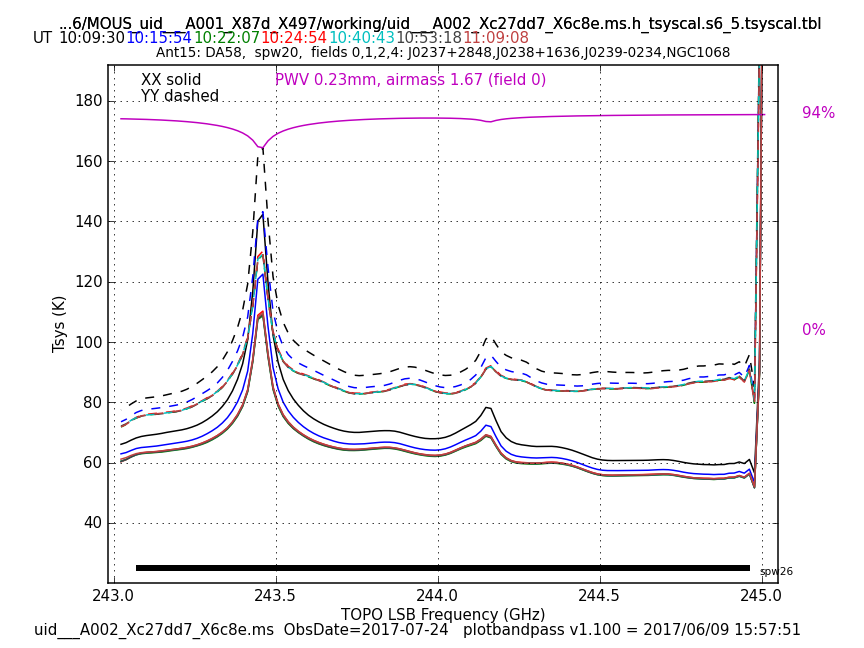 ...6/MOUS_uid___A001_X87d_X497/working/uid___A002_Xc27dd7_X6c8e.ms.h_tsyscal.s6_5.tsyscal.tbl
UT 10:09:30 10:15:54 10:22:07 10:24:54 10:40:43 10:53:18 11:09:08
Ant15: DA58, spw20, fields 0,1,2,4: J0237+2848,J0238+1636,J0239-0234,NGC1068
XX solid
PWV 0.23mm, airmass 1.67 (field 0)
YY dashed
180
94%
160
140
120
0%
100
Tsys (K)
80
60
40
spw26
243.0 243.5 244.0 244.5 245.0
TOPO LSB Frequency (GHz)
uid___A002_Xc27dd7_X6c8e.ms ObsDate=2017-07-24 plotbandpass v1.100 = 2017/06/09 15:57:51